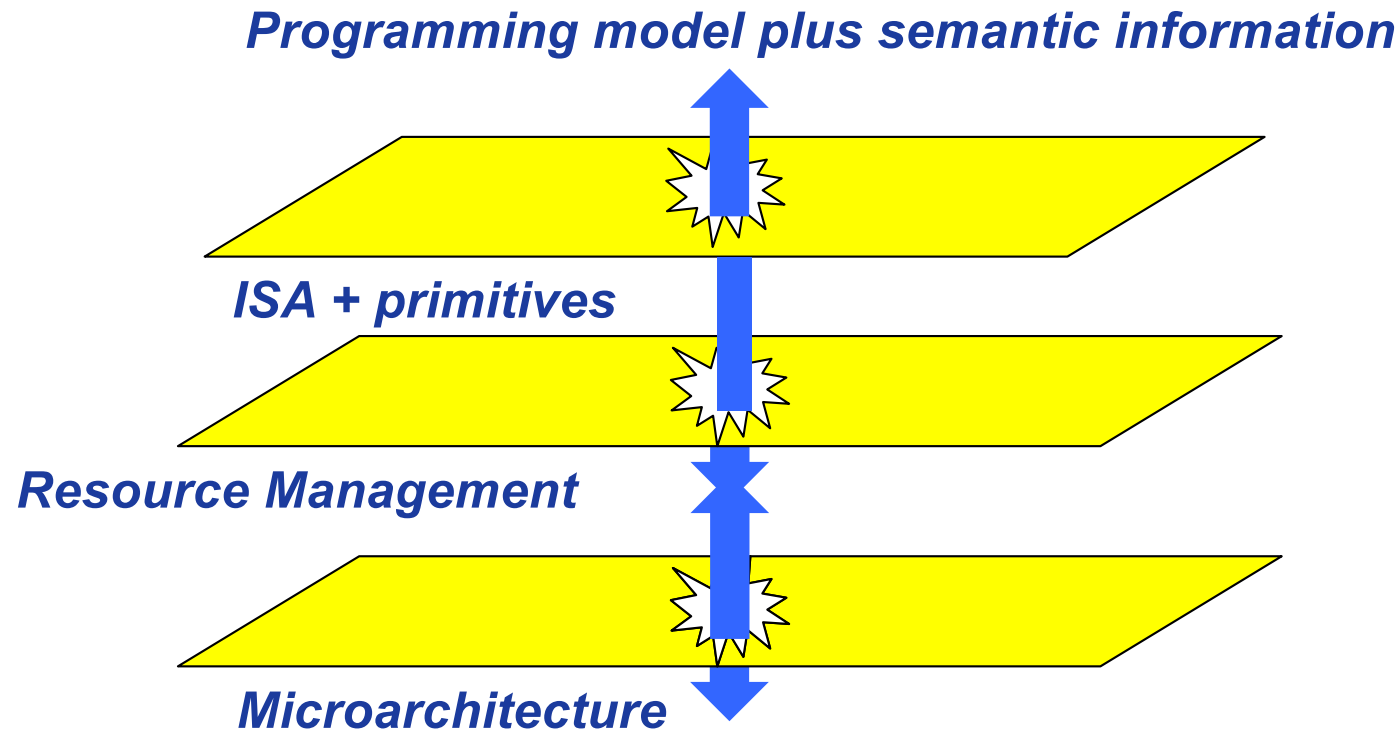 Programming model plus semantic information
ISA + primitives
Resource Management
Microarchitecture